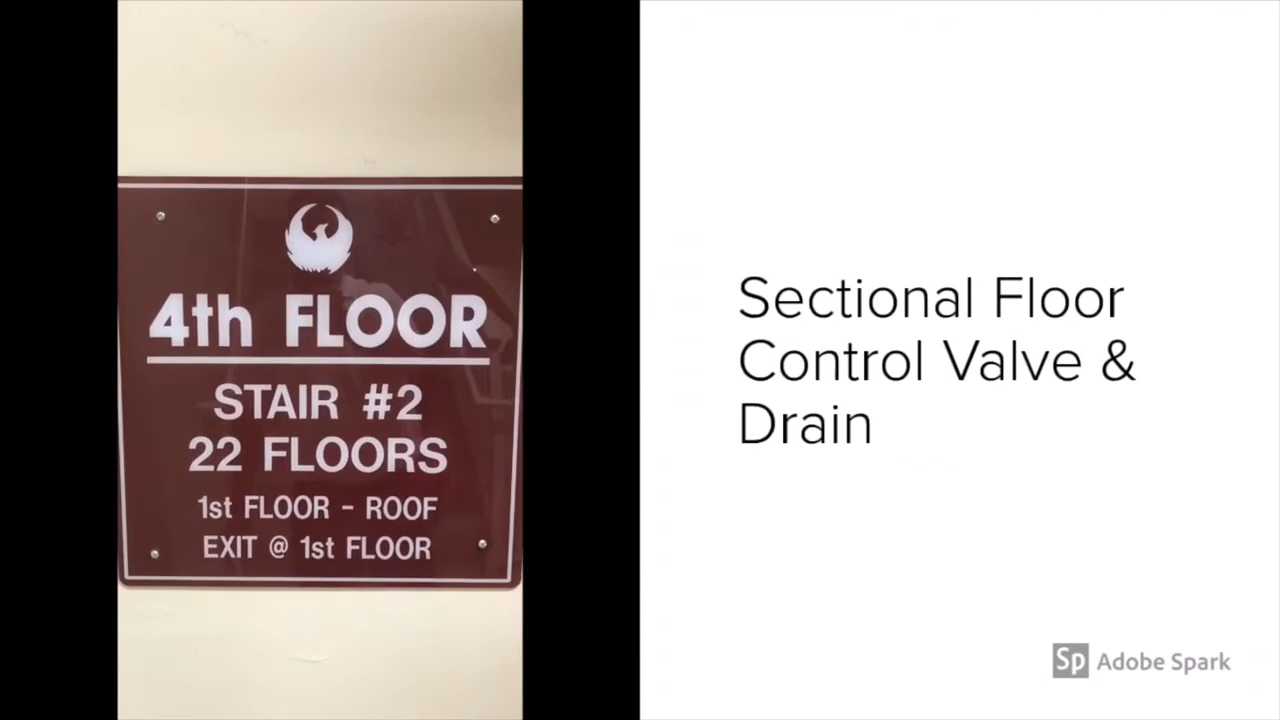 4th FLOOR
STAIR #2
22 FLOORS
1st FLOOR - ROOF
EXIT @ 1st FLOOR
Sectional Floor
Control Valve &
Drain
Sp Adobe Spark